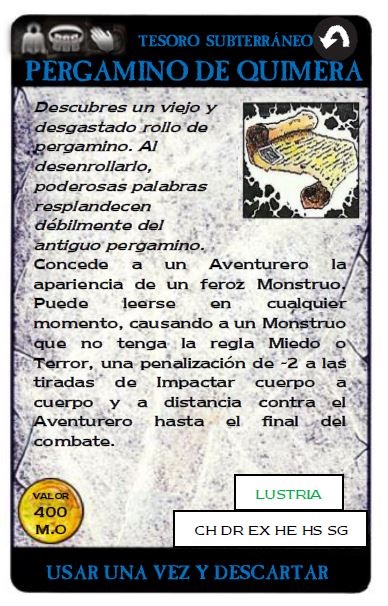 TESORO SUBTERRÁNEO
PERGAMINO DE QUIMERA
Descubres un viejo y
desgastado rollo de
pergamino. Al
desenrollarlo,
poderosas palabras
resplandecen
débilmente del
antiguo pergamino.
Concede a un Aventurero la
apariencia de un feroz Monstruo.
Puede leerse en cualquier
momento, causando a un Monstruo
que no tenga la regla Miedo o
Terror, una penalización de -2 a las
tiradas de Impactar cuerpo a
cuerpo y a distancia contra el
Aventurero hasta el final del
combate.
VALOR
400
M.O
LUSTRIA
CH DR EX HE HS SG
USAR UNA VEZ Y DESCARTAR